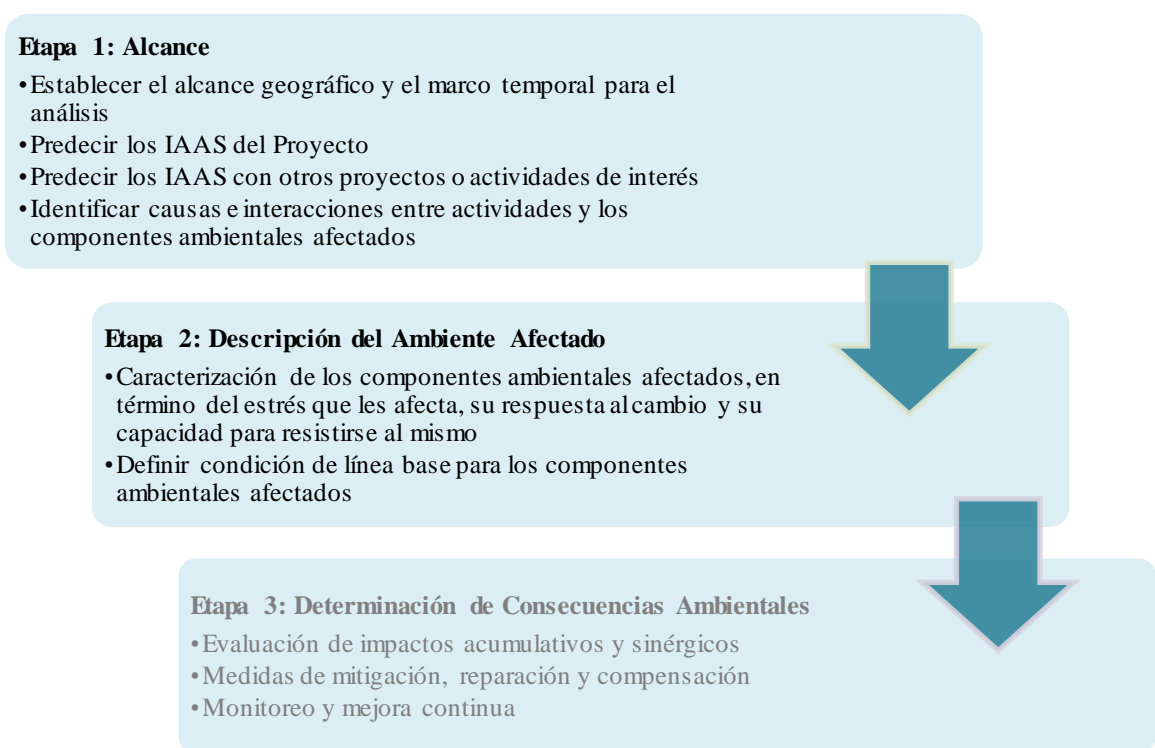 Etapa 1: Alcance
•Establecer el alcance geográfico y el marco temporal para el
análisis
•Predecir los IAAS del Proyecto
•Predecir los IAAS con otros proyectos o actividades de interés
•Identificar causas e interacciones entre actividades y los
componentes ambientales afectados
Etapa 2: Descripción del Ambiente Afectado
•Caracterización de los componentes ambientales afectados, en
término del estrés que les afecta, su respuesta al cambio y su
capacidad para resistirse al mismo
•Definir condición de línea base para los componentes
ambientales afectados
Etapa 3: Determinación de Consecuencias Ambientales
•Evaluación de impactos acumulativos y sinérgicos
•Medidas de mitigación, reparación y compensación
•Monitoreo y mejora continua